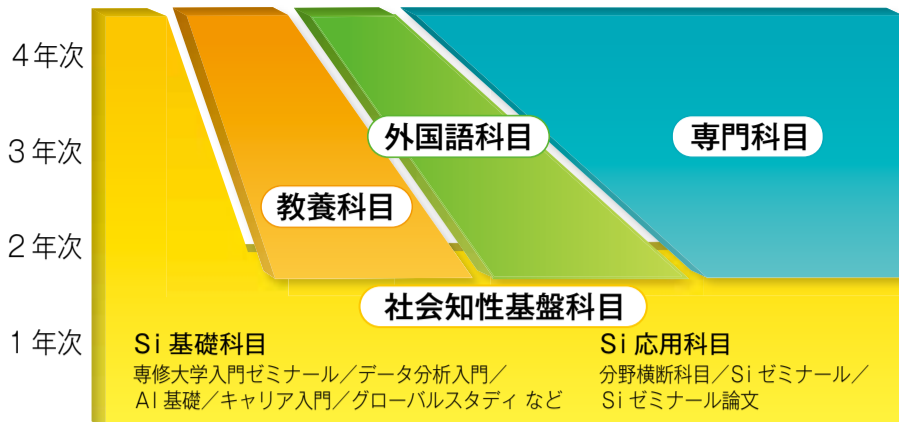 4年次
3年次
2年次
1年次
外国語科目
専門科目
教養科目
社会知性基盤科目
Si 基礎科目
専修大学入門ゼミナール／データ分析入門／
AI 基礎／キャリア入門／グローバルスタディ など
Si 応用科目
分野横断科目／Si ゼミナール／
Si ゼミナール論文